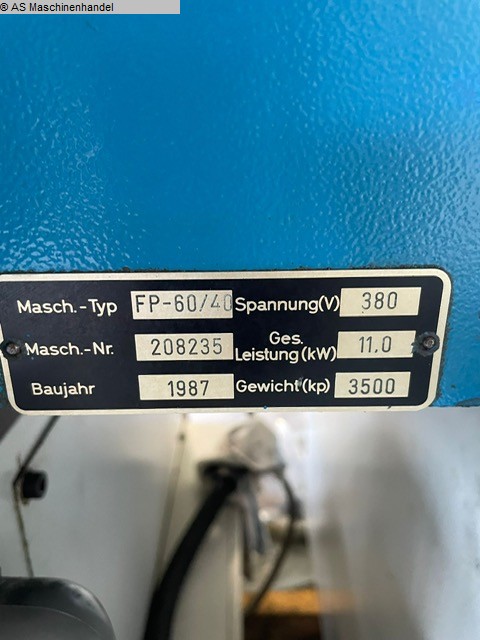 © AS Maschinenhandel
Masch.-Typ FP-60/40 Spannung(V) 380
Masch.-Nr. 208235 Ges. Leistung(kW) 11.0
Baujahr 1987 Gewicht(kp) 3500